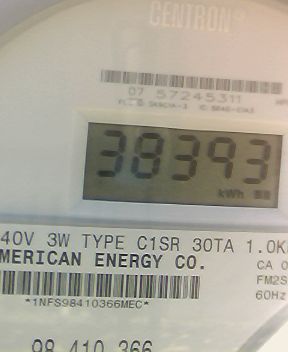 CENTRON®
07 57245311
38393
kWh
40V 3W TYPE C1SR 30TA 1.0K
MERICAN ENERGY CO.
CA 0
FM2S
60Hz
*1NFS98410366MEC*
98 410 366